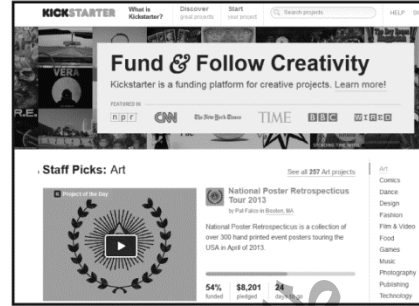 KICKSTARTER
What is Kickstarter?
Discover great projects
Start your project
Search projects
HELP
VERA
R.E.
Fund & Follow Creativity
Kickstarter is a funding platform for creative projects. Learn more!
FEATURED IN
npr CNN The New York Times TIME BBC WIRED
Staff Picks: Art
See all 257 Art projects
Project of the Day
National Poster Retrospecticus
Tour 2013
by Pat Falco in Boston, MA
National Poster Retrospecticus is a collection of
over 300 hand printed event posters touring the
USA in April of 2013.
54% $8,201 24
funded pledged days to go
Art
Comics
Dance
Design
Fashion
Film & Video
Food
Games
Music
Photography
Publishing
Technology